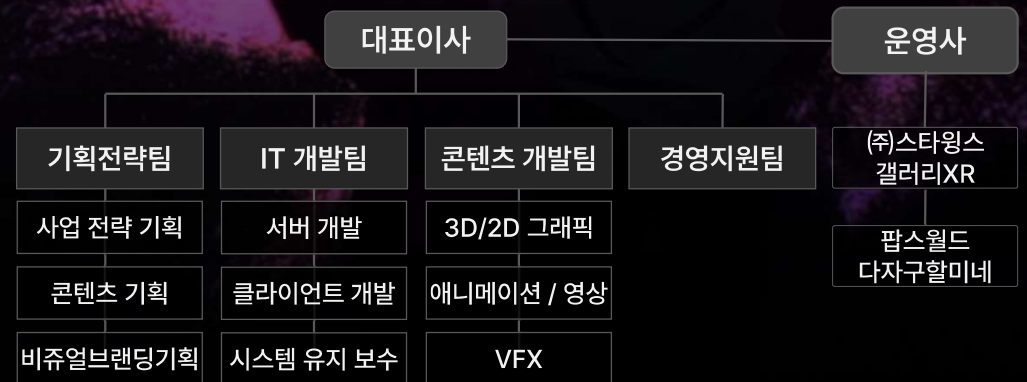 대표이사
운영사
기획전략팀
IT 개발팀
콘텐츠 개발팀
경영지원팀
㈜스타윙스
갤러리XR
사업 전략 기획
서버 개발
3D/2D 그래픽
팝스월드
다자구할미네
콘텐츠 기획
클라이언트 개발
애니메이션 / 영상
비쥬얼브랜딩기획
시스템 유지 보수
VFX